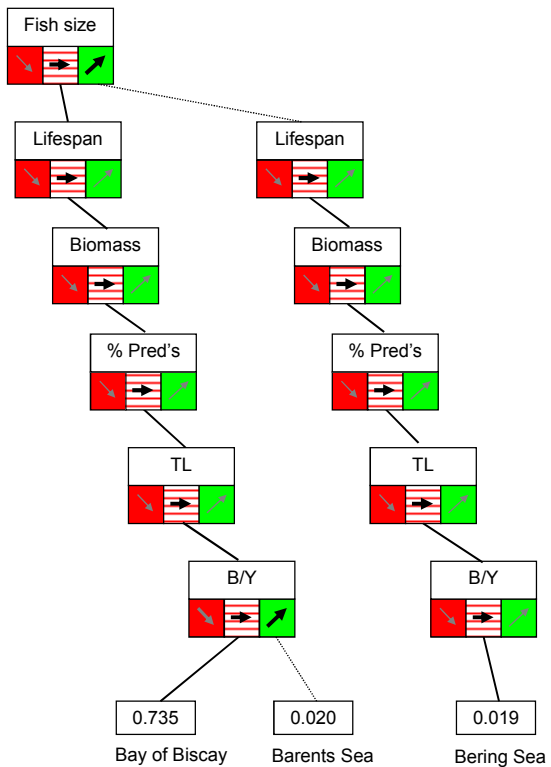 Fish size
Lifespan
Lifespan
Biomass
Biomass
% Pred's
% Pred's
TL
TL
B/Y
B/Y
0.735
0.020
0.019
Bay of Biscay
Barents Sea
Bering Sea